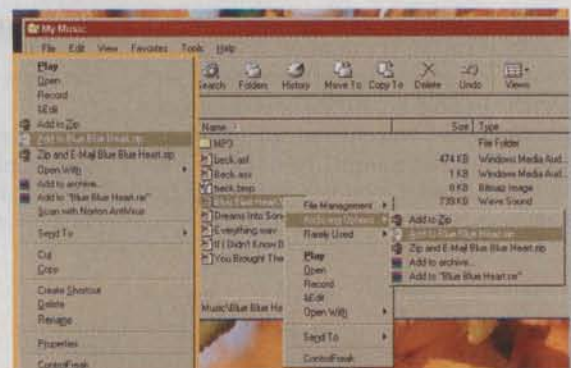 My Music
File Edit View Favorites Tools Help
Search Folders History Move To Copy To Delete Undo Views
Play
Open
Record
&Edit
Add to Zip
Add to Blue Blue Heart.zip
Zip and E-Mail Blue Blue Heart.zip
Open With
Add to archive...
Add to "Blue Blue Heart.rar"
Scan with Norton AntiVirus
Send To
Cut
Copy
Create Shortcut
Delete
Rename
Properties
ControlFreak
Name Size Type
MP3 File Folder
beck.asf 474 KB Windows Media Aud...
Beck.asx 1 KB Windows Media Aud...
beck.bmp 6 KB Bitmap Image
Blue Blue Heart 739 KB Wave Sound
Dreams Into Son
Everything.wav
If I Didn't Know B
You Brought The
Music\Blue Blue He
File Management
Archiving Options
Rarely Used
Play
Open
Record
&Edit
Open With
Send To
ControlFreak
Add to Zip
Add to Blue Blue Heart.zip
Zip and E-Mail Blue Blue Heart.zip
Add to archive...
Add to "Blue Blue Heart.rar"